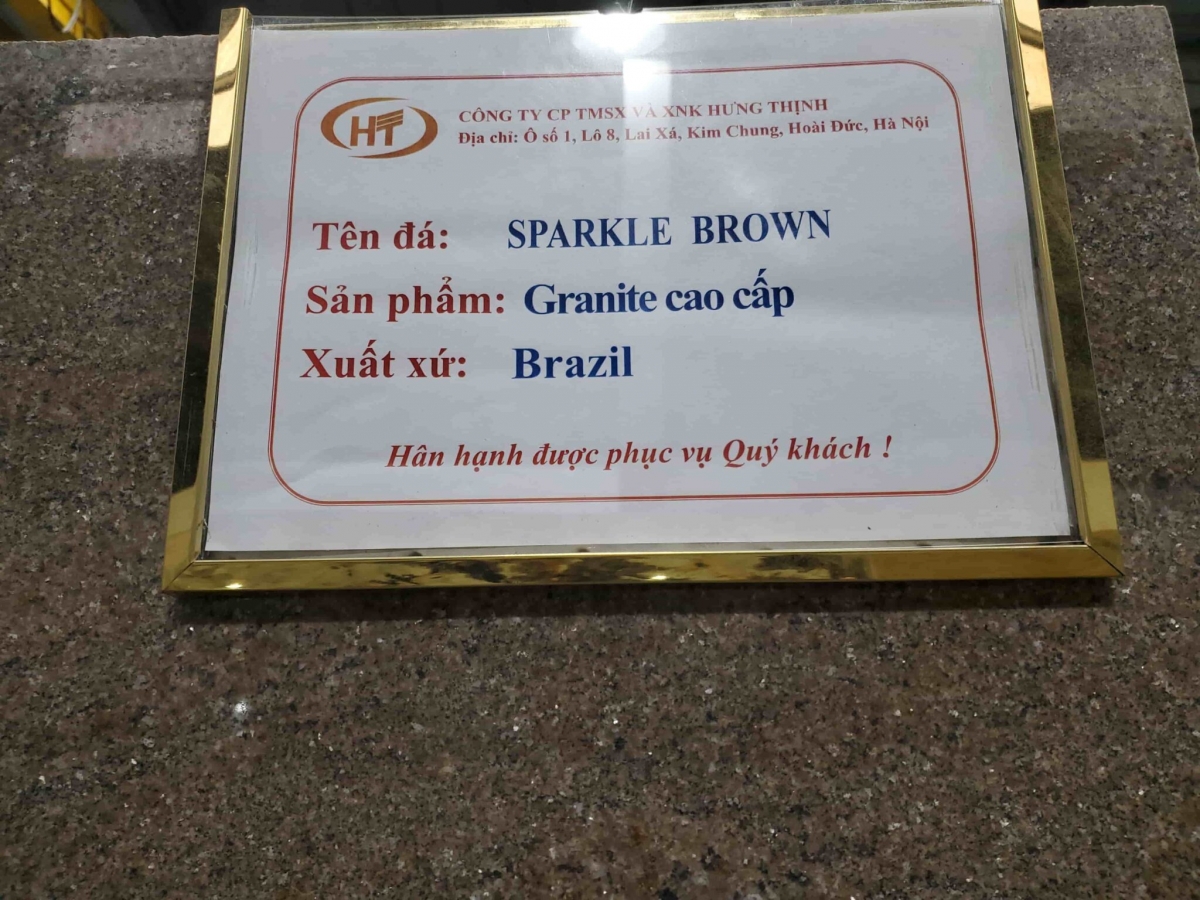 HT
CÔNG TY CP TMSX VÀ XNK HƯNG THỊNH
Địa chỉ: Ô số 1, Lô 8, Lai Xá, Kim Chung, Hoài Đức, Hà Nội
Tên đá: SPARKLE BROWN
Sản phẩm: Granite cao cấp
Xuất xứ: Brazil
Hân hạnh được phục vụ Quý khách !